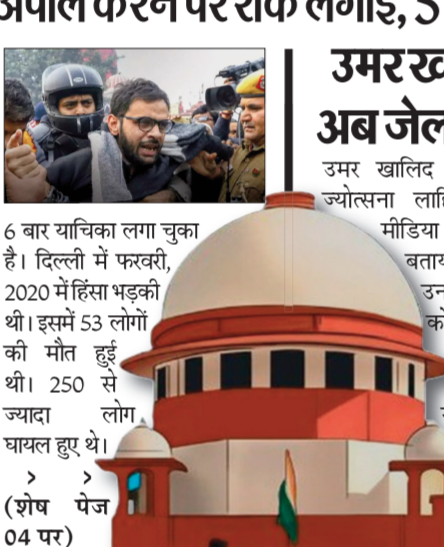 अपील करने पर रोक लगाई, 5
उमर ख
अब जेल
उमर खालिद
ज्योत्सना लाहि
मीडिया
बताय
उन
को
6 बार याचिका लगा चुका
है। दिल्ली में फरवरी,
2020 में हिंसा भड़की
थी। इसमें 53 लोगों
की मौत हुई
थी। 250 से
ज्यादा लोग
घायल हुए थे।
> >
(शेष पेज
04 पर)